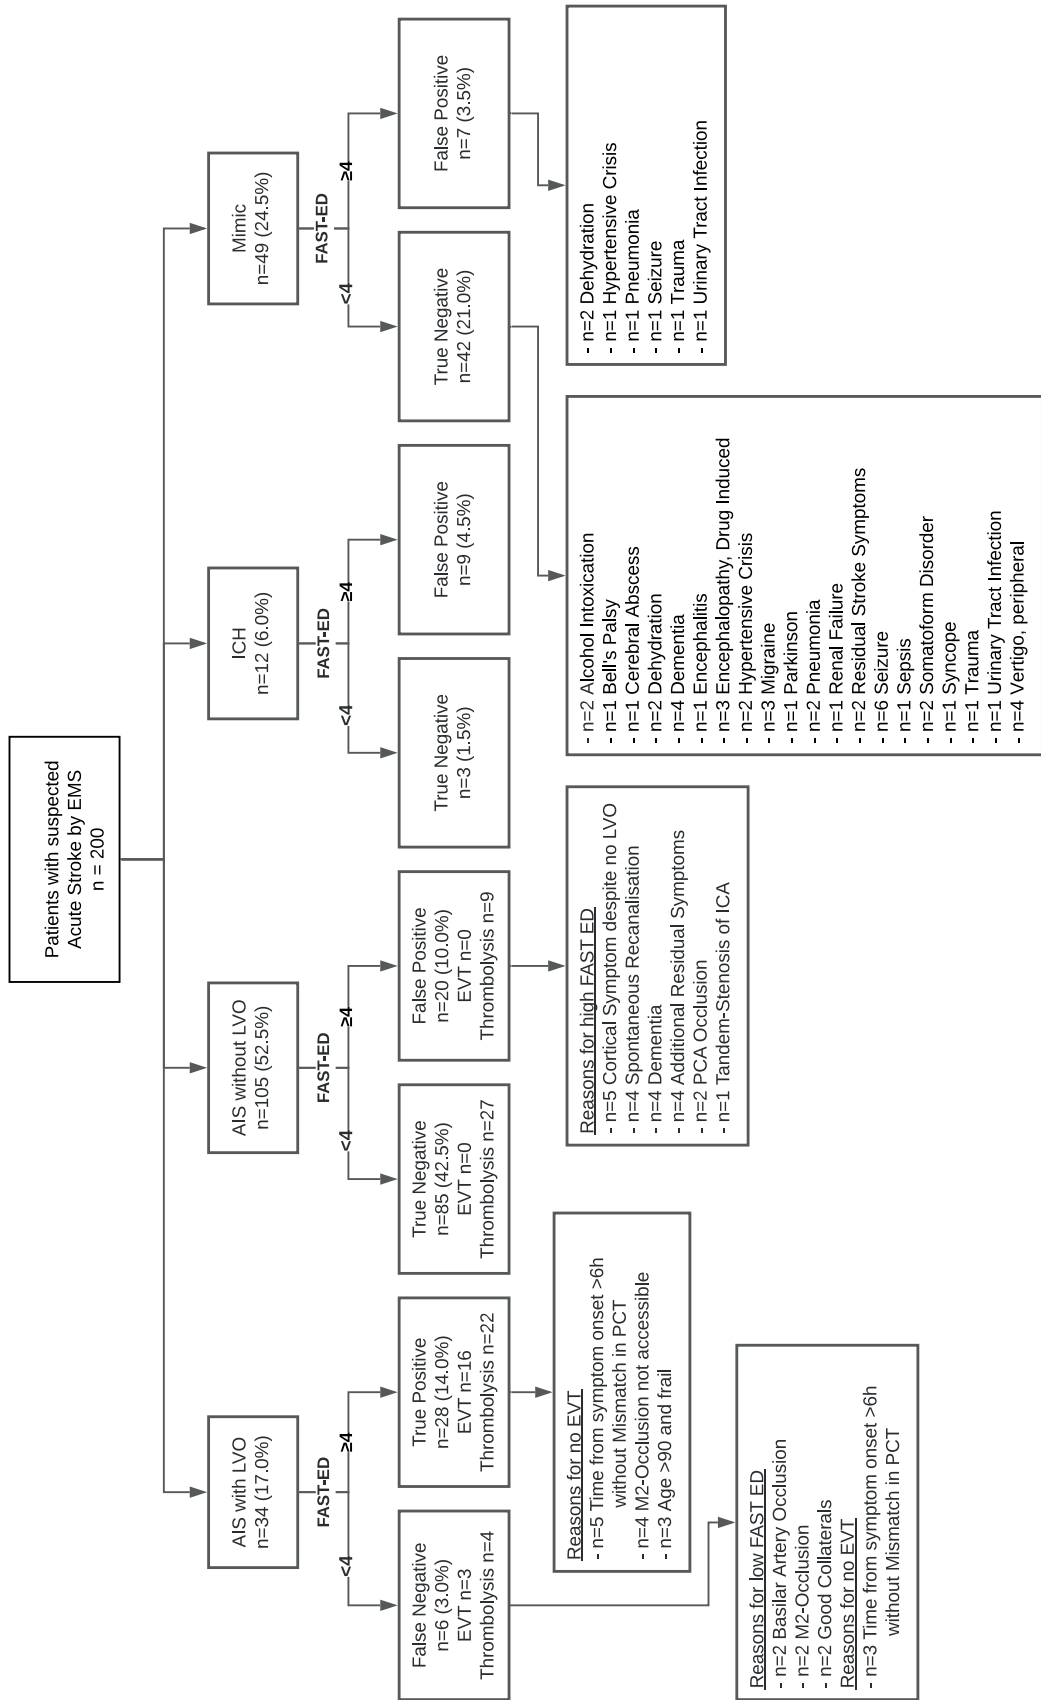 Patients with suspected
Acute Stroke by EMS
n = 200
AIS with LVO
n=34 (17.0%)
AIS without LVO
n=105 (52.5%)
ICH
n=12 (6.0%)
Mimic
n=49 (24.5%)
FAST-ED
<4
≥4
FAST-ED
<4
≥4
FAST-ED
<4
≥4
FAST-ED
<4
≥4
False Negative
n=6 (3.0%)
EVT n=3
Thrombolysis n=4
True Positive
n=28 (14.0%)
EVT n=16
Thrombolysis n=22
True Negative
n=85 (42.5%)
EVT n=0
Thrombolysis n=27
False Positive
n=20 (10.0%)
EVT n=0
Thrombolysis n=9
True Negative
n=3 (1.5%)
False Positive
n=9 (4.5%)
True Negative
n=42 (21.0%)
False Positive
n=7 (3.5%)
Reasons for low FAST ED
- n=2 Basilar Artery Occlusion
- n=2 M2-Occlusion
- n=2 Good Collaterals
Reasons for no EVT
- n=3 Time from symptom onset >6h
without Mismatch in PCT
Reasons for no EVT
- n=5 Time from symptom onset >6h
without Mismatch in PCT
- n=4 M2-Occlusion not accessible
- n=3 Age >90 and frail
Reasons for high FAST ED
- n=5 Cortical Symptom despite no LVO
- n=4 Spontaneous Recanalisation
- n=4 Dementia
- n=4 Additional Residual Symptoms
- n=2 PCA Occlusion
- n=1 Tandem-Stenosis of ICA
- n=2 Alcohol Intoxication
- n=1 Bell's Palsy
- n=1 Cerebral Abscess
- n=2 Dehydration
- n=4 Dementia
- n=1 Encephalitis
- n=3 Encephalopathy, Drug Induced
- n=2 Hypertensive Crisis
- n=3 Migraine
- n=1 Parkinson
- n=2 Pneumonia
- n=1 Renal Failure
- n=2 Residual Stroke Symptoms
- n=6 Seizure
- n=1 Sepsis
- n=2 Somatoform Disorder
- n=1 Syncope
- n=1 Trauma
- n=1 Urinary Tract Infection
- n=4 Vertigo, peripheral
- n=2 Dehydration
- n=1 Hypertensive Crisis
- n=1 Pneumonia
- n=1 Seizure
- n=1 Trauma
- n=1 Urinary Tract Infection